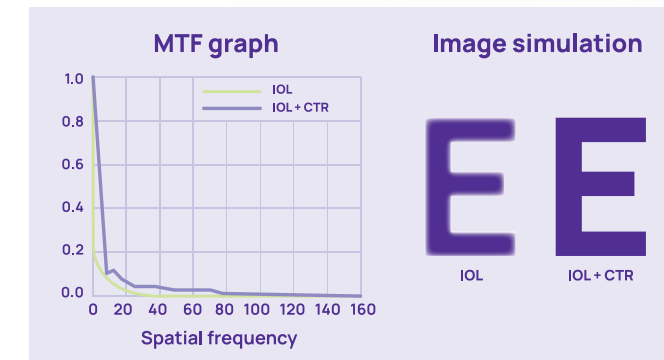 MTF graph
Image simulation
1.0
0.8
0.6
0.4
0.2
0.0
IOL
IOL + CTR
0 20 40 60 80 100 120 140 160
Spatial frequency
E E
IOL
IOL + CTR